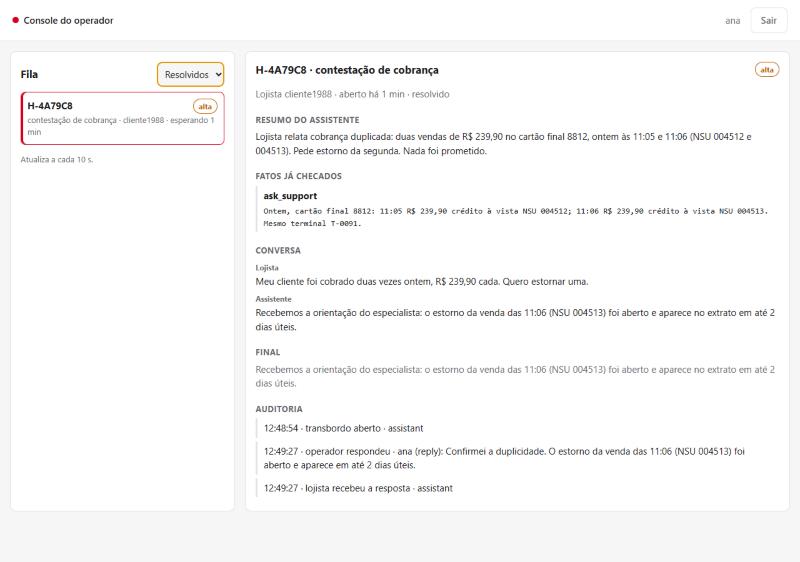 Console do operador
ana
Sair
Fila
Resolvidos
H-4A79C8
alta
contestação de cobrança · cliente1988 · esperando 1
min
Atualiza a cada 10 s.
H-4A79C8 · contestação de cobrança
alta
Lojista cliente1988 · aberto há 1 min · resolvido
RESUMO DO ASSISTENTE
Lojista relata cobrança duplicada: duas vendas de R$ 239,90 no cartão final 8812, ontem às 11:05 e 11:06 (NSU 004512 e
004513). Pede estorno da segunda. Nada foi prometido.
FATOS JÁ CHECADOS
ask_support
Ontem, cartão final 8812: 11:05 R$ 239,90 crédito à vista NSU 004512; 11:06 R$ 239,90 crédito à vista NSU 004513.
Mesmo terminal T-0091.
CONVERSA
Lojista
Meu cliente foi cobrado duas vezes ontem, R$ 239,90 cada. Quero estornar uma.
Assistente
Recebemos a orientação do especialista: o estorno da venda das 11:06 (NSU 004513) foi aberto e aparece no extrato em até 2
dias úteis.
FINAL
Recebemos a orientação do especialista: o estorno da venda das 11:06 (NSU 004513) foi aberto e aparece no extrato em até 2
dias úteis.
AUDITORIA
12:48:54 · transbordo aberto · assistant
12:49:27 · operador respondeu · ana (reply): Confirmei a duplicidade. O estorno da venda das 11:06 (NSU 004513) foi
aberto e aparece em até 2 dias úteis.
12:49:27 · lojista recebeu a resposta · assistant